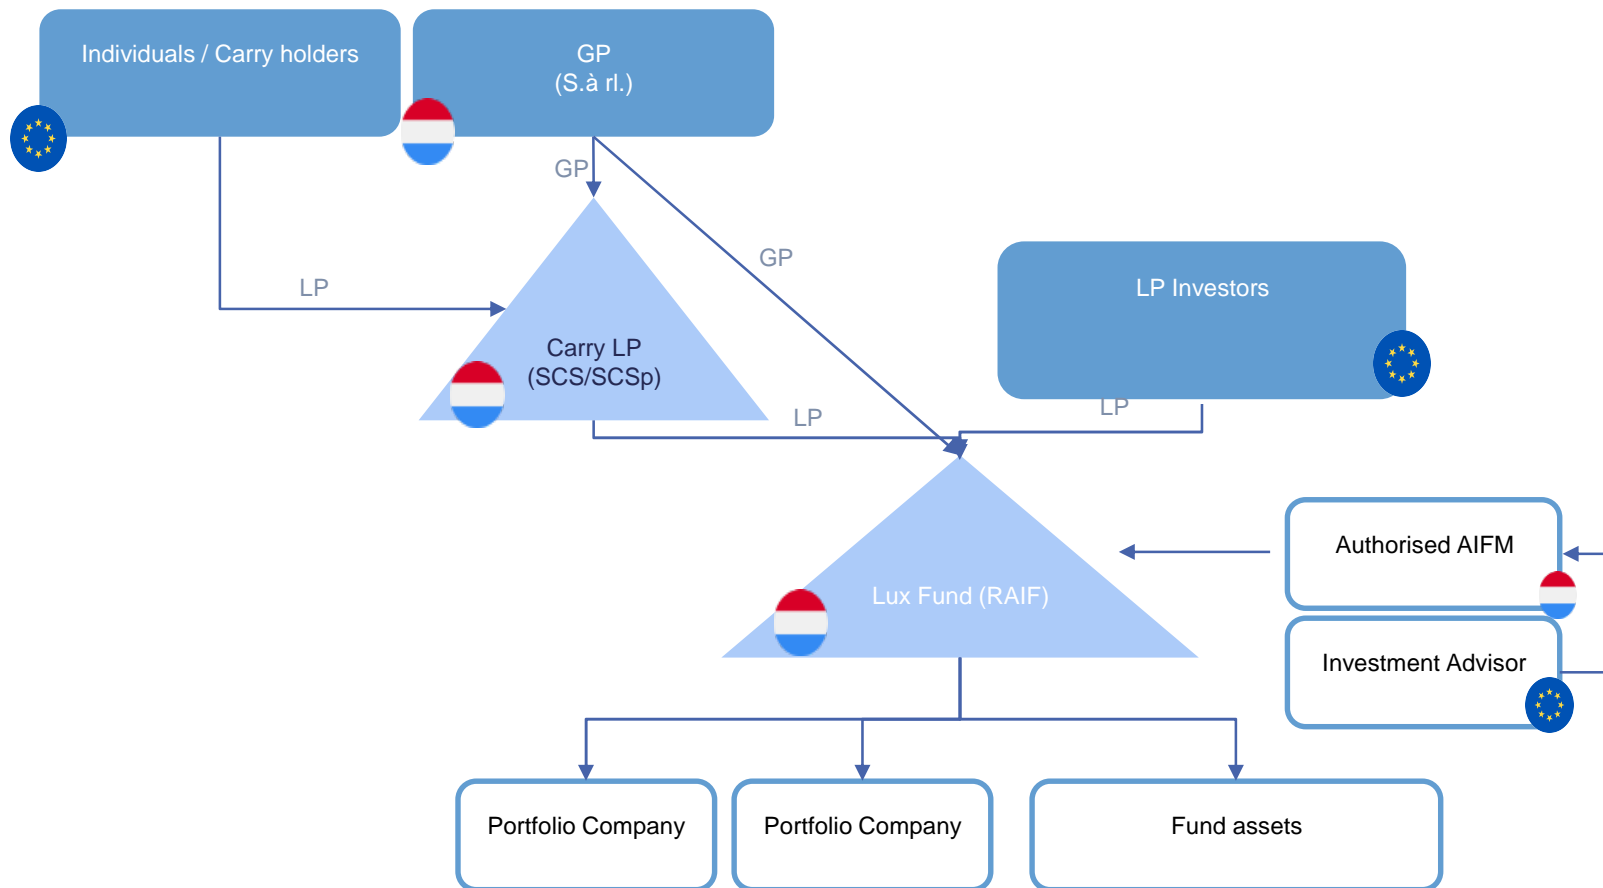 Individuals / Carry holders
GP
(S.à rl.)
GP
GP
LP
LP Investors
Carry LP
(SCS/SCSp)
LP
LP
Authorised AIFM
Lux Fund (RAIF)
Investment Advisor
Portfolio Company
Portfolio Company
Fund assets